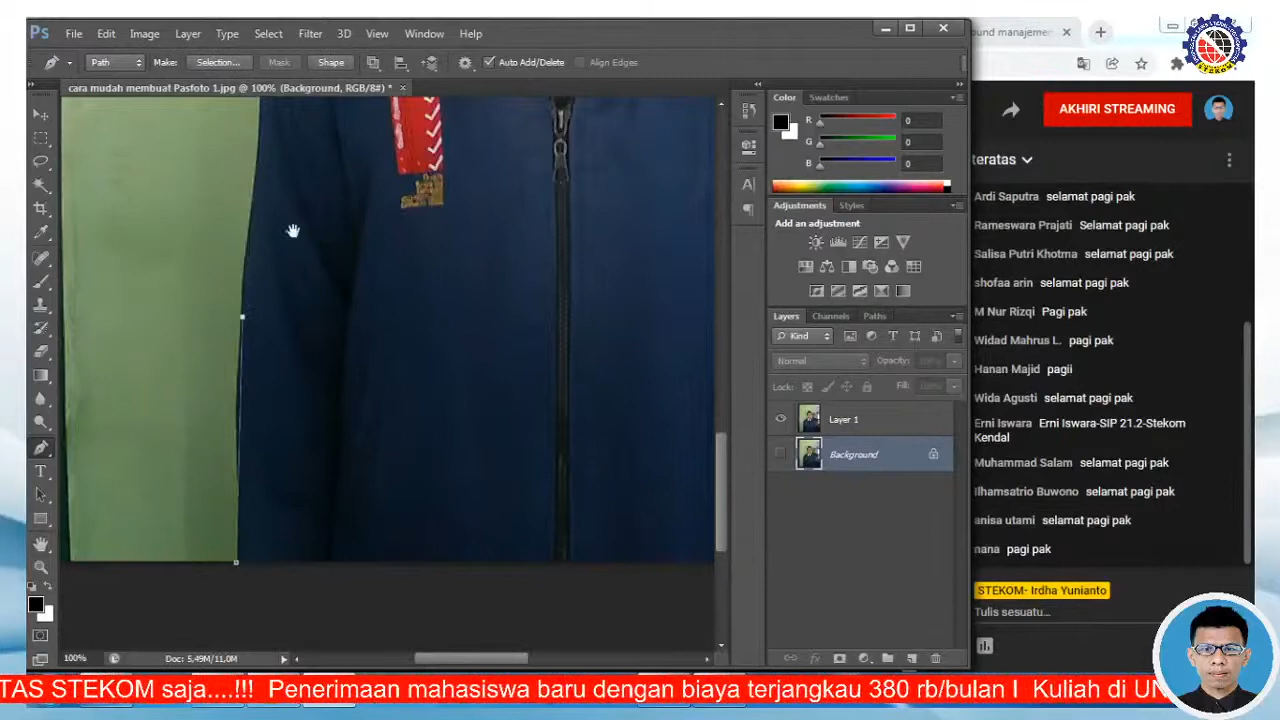 Ps File Edit Image Layer Type Select Filter 3D View Window Help
Path Make: Selection... Mask Shape Auto Add/Delete Align Edges
cara mudah membuat Pasfoto 1.jpg @ 100% (Background, RGB/8#) *
Color Swatches
R 0
G 0
B 0
Adjustments Styles
Add an adjustment
Layers Channels Paths
Kind
Normal Opacity:
Lock: Fill:
Layer 1
Background
100% Doc: 5,49M/11,0M
ound manajemer
AKHIRI STREAMING
teratas
Ardi Saputra selamat pagi pak
Rameswara Prajati Selamat pagi pak
Salisa Putri Khotma selamat pagi pak
shofaa arin selamat pagi pak
M Nur Rizqi Pagi pak
Widad Mahrus L. pagi pak
Hanan Majid pagii
Wida Agusti pagi pak
Erni Iswara Erni Iswara-SIP 21.2-Stekom
Kendal
Muhammad Salam selamat pagi pak
Ilhamsatrio Buwono selamat pagi pak
anisa utami selamat pagi pak
nana pagi pak
STEKOM- Irdha Yunianto
Tulis sesuatu...
STEKOM
TAS STEKOM saja....!!! Penerimaan mahasiswa baru dengan biaya terjangkau 380 rb/bulan I Kuliah di UN